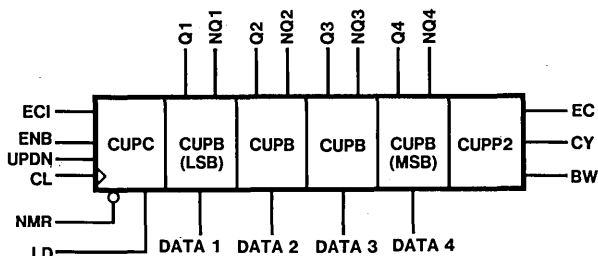 Q1 NQ1 Q2 NQ2 Q3 NQ3 Q4 NQ4
ECI
ENB
UPDN
CL
NMR
LD
CUPC
CUPB
(LSB)
CUPB
CUPB
CUPB
(MSB)
CUPP2
EC
CY
BW
DATA 1 DATA 2 DATA 3 DATA 4